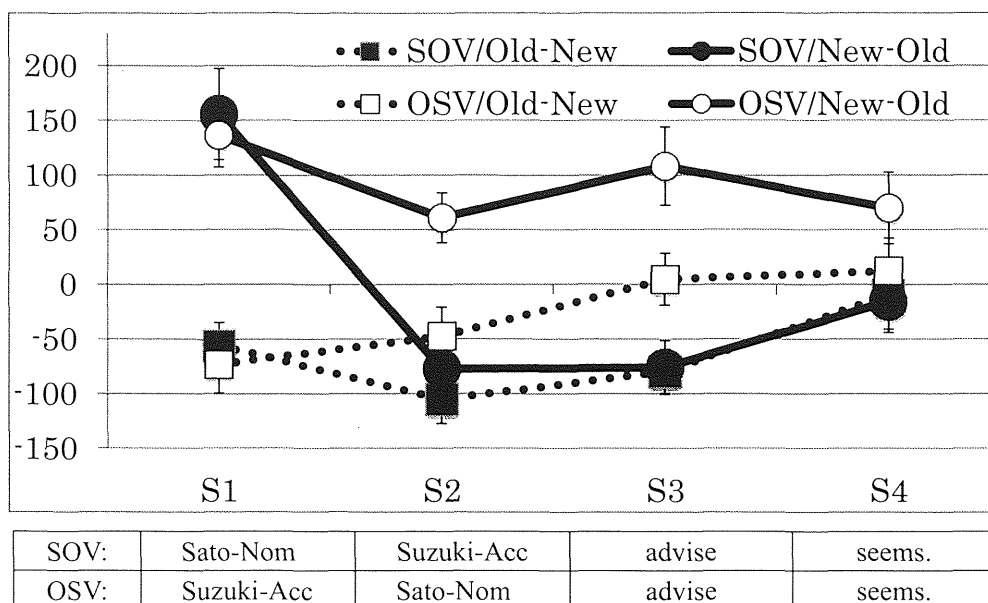 SOV/Old-New SOV/New-Old
OSV/Old-New OSV/New-Old
200
150
100
50
0
-50
-100
-150
S1 S2 S3 S4
SOV: Sato-Nom Suzuki-Acc advise seems.
OSV: Suzuki-Acc Sato-Nom advise seems.